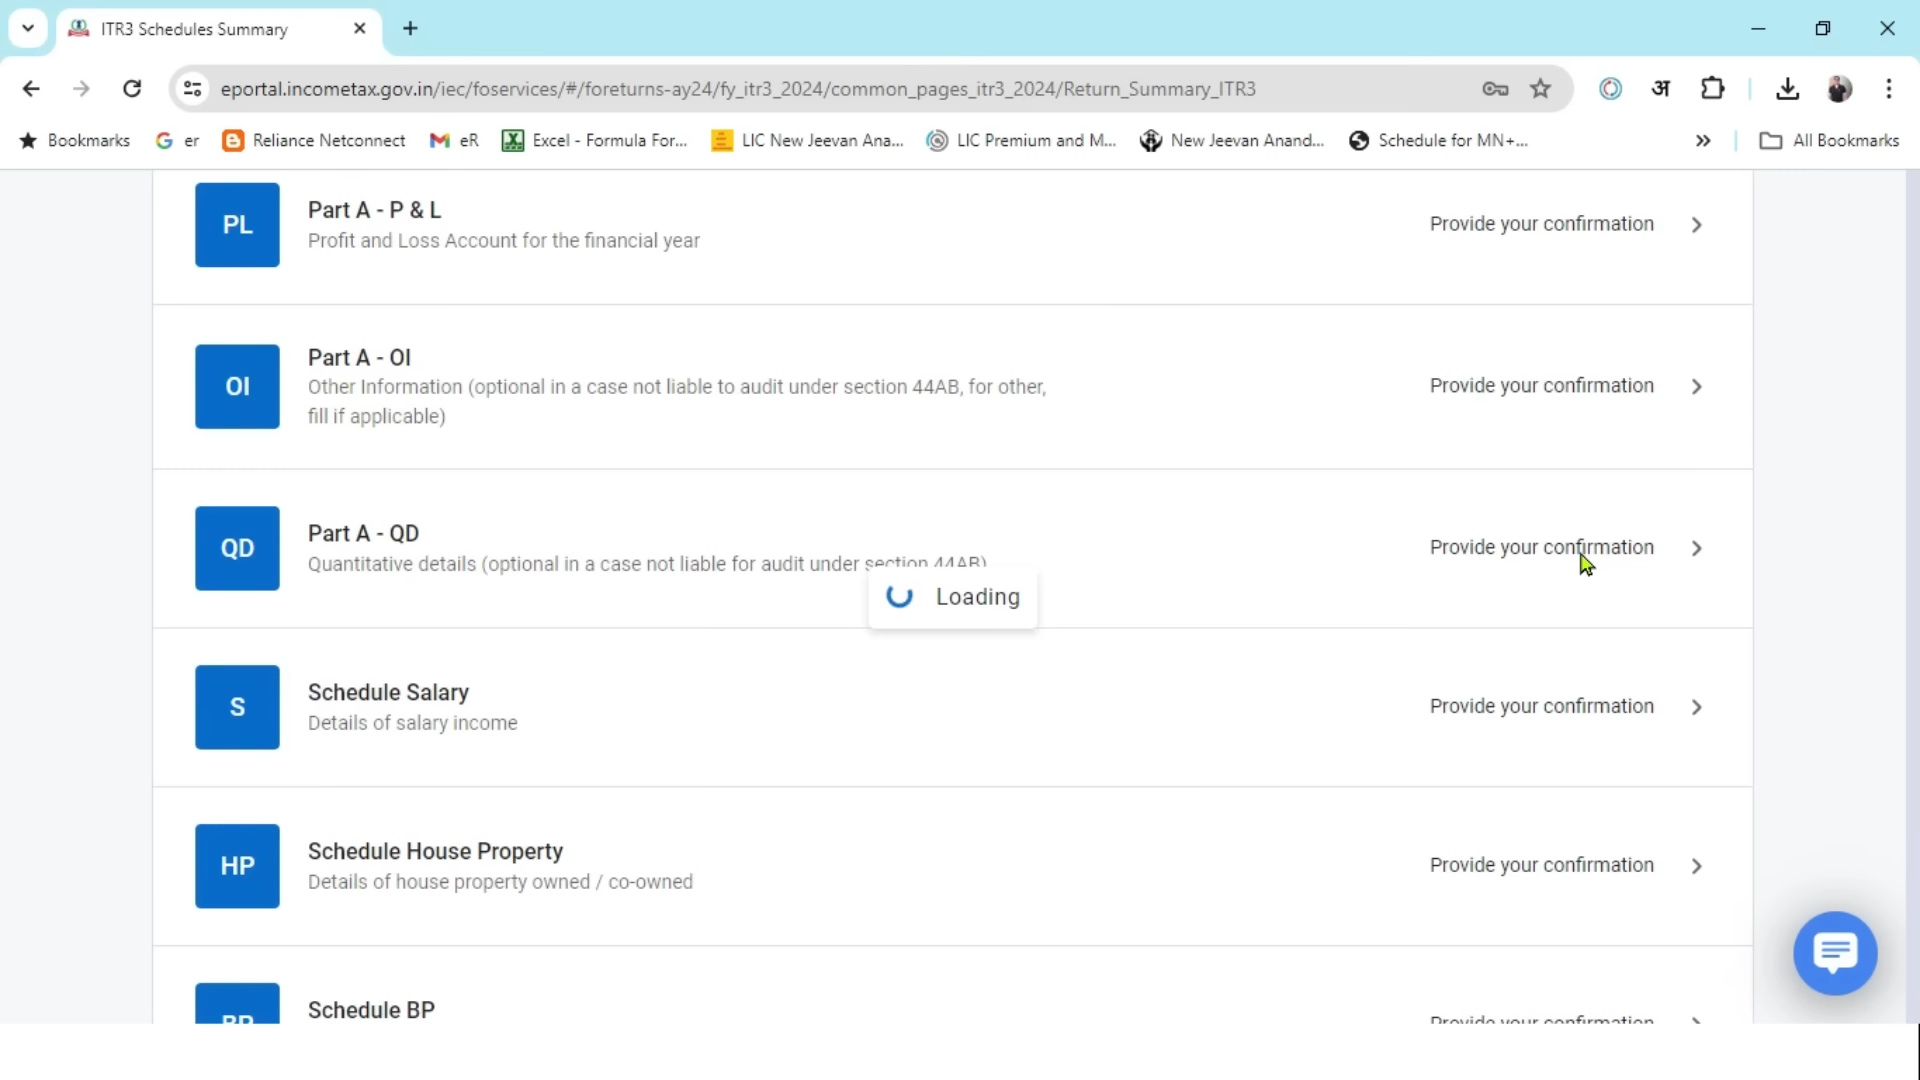 ITR3 Schedules Summary
eportal.incometax.gov.in/iec/foservices/#/foreturns-ay24/fy_itr3_2024/common_pages_itr3_2024/Return_Summary_ITR3
अ
Bookmarks
er
Reliance Netconnect
eR
Excel - Formula For...
LIC New Jeevan Ana...
LIC Premium and M...
New Jeevan Anand...
Schedule for MN+...
All Bookmarks
PL
Part A - P & L
Profit and Loss Account for the financial year
Provide your confirmation
OI
Part A - OI
Other Information (optional in a case not liable to audit under section 44AB, for other,
fill if applicable)
Provide your confirmation
QD
Part A - QD
Quantitative details (optional in a case not liable for audit under section 44AB)
Provide your confirmation
Loading
S
Schedule Salary
Details of salary income
Provide your confirmation
HP
Schedule House Property
Details of house property owned / co-owned
Provide your confirmation
BP
Schedule BP
Provide your confirmation